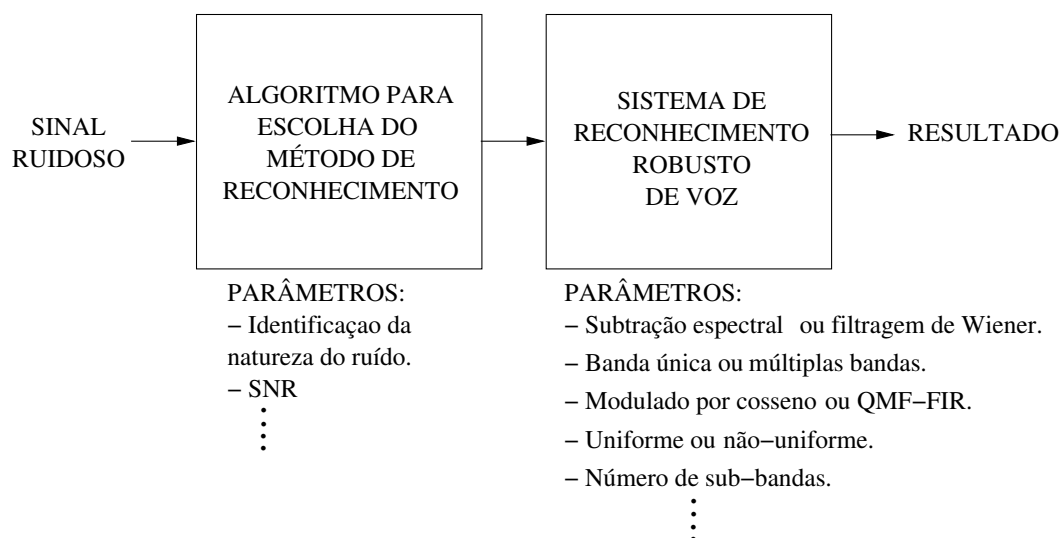 SINAL
RUIDOSO
ALGORITMO PARA
ESCOLHA DO
MÉTODO DE
RECONHECIMENTO
SISTEMA DE
RECONHECIMENTO
ROBUSTO
DE VOZ
RESULTADO
PARÂMETROS:
− Identificaçao da
natureza do ruído.
− SNR
PARÂMETROS:
− Subtração espectral ou filtragem de Wiener.
− Banda única ou múltiplas bandas.
− Modulado por cosseno ou QMF−FIR.
− Uniforme ou não−uniforme.
− Número de sub−bandas.